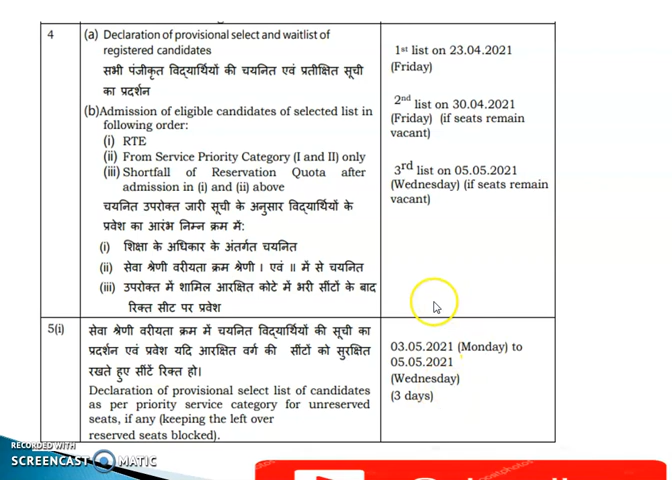 4
(a) Declaration of provisional select and waitlist of
registered candidates
सभी पंजीकृत विद्यार्थियों की चयनित एवं प्रतीक्षित सूची
का प्रदर्शन
(b) Admission of eligible candidates of selected list in
following order:
(i) RTE
(ii) From Service Priority Category (I and II) only
(iii) Shortfall of Reservation Quota after
admission in (i) and (ii) above
चयनित उपरोक्त जारी सूची के अनुसार विद्यार्थियों के
प्रवेश का आरंभ निम्न क्रम में:
(i) शिक्षा के अधिकार के अंतर्गत चयनित
(ii) सेवा श्रेणी वरीयता क्रम श्रेणी I एवं II में से चयनित
(iii) उपरोक्त में शामिल आरक्षित कोटे में भरी सींटों के बाद
रिक्त सीट पर प्रवेश
1st list on 23.04.2021
(Friday)
2nd list on 30.04.2021
(Friday) (if seats remain
vacant)
3rd list on 05.05.2021
(Wednesday) (if seats remain
vacant)
5(i)
सेवा श्रेणी वरीयता क्रम में चयनित विद्यार्थियों की सूची का
प्रदर्शन एवं प्रवेश यदि आरक्षित वर्ग की सींटों को सुरक्षित
रखते हुए सींटें रिक्त हो।
Declaration of provisional select list of candidates
as per priority service category for unreserved
seats, if any (keeping the left over
reserved seats blocked).
03.05.2021 (Monday) to
05.05.2021
(Wednesday)
(3 days)
RECORDED WITH
SCREENCAST MATIC